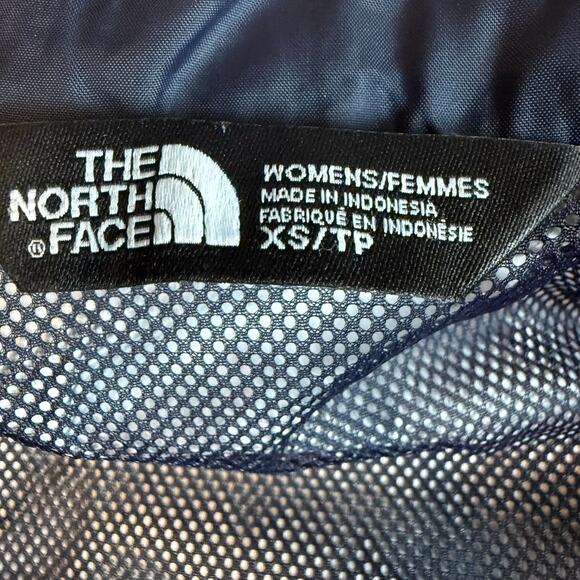 THE
NORTH
FACE
®
WOMENS/FEMMES
MADE IN INDONESIA
FABRIQUÉ EN INDONÉSIE
XS/TP